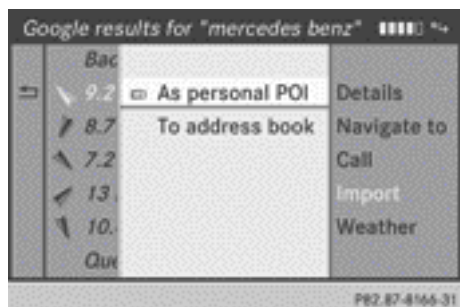 Google results for "mercedes benz"
Bac
9.2 As personal POI Details
8.7 To address book Navigate to
7.2 Call
13 Import
10. Weather
Que
P82.87-8166-31